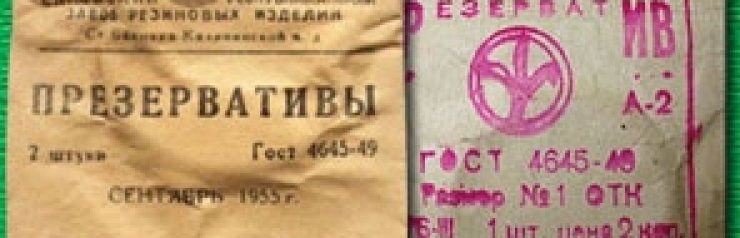 ЗАВОД РЕЗИНОВЫХ ИЗДЕЛИЙ
ПРЕЗЕРВАТИВЫ
2 штуки Гост 4645-49
СЕНТЯБРЬ 1955 г.
РЕЗЕРВАТ
ИВ
А-2
ГОСТ 4645-49
Размер №1 ОТК
1 шт. цена 2 коп.